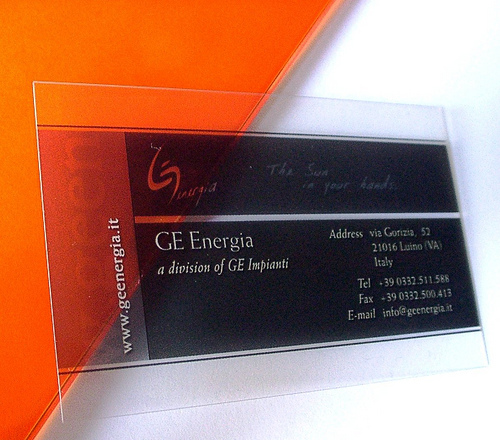 Energia
The Sun
in your hands.
GE Energia
a division of GE Impianti
www.geenergia.it
Address via Gorizia, 52
21016 Luino (VA)
Italy
Tel +39 0332.511.588
Fax +39 0332.500.413
E-mail info@geenergia.it